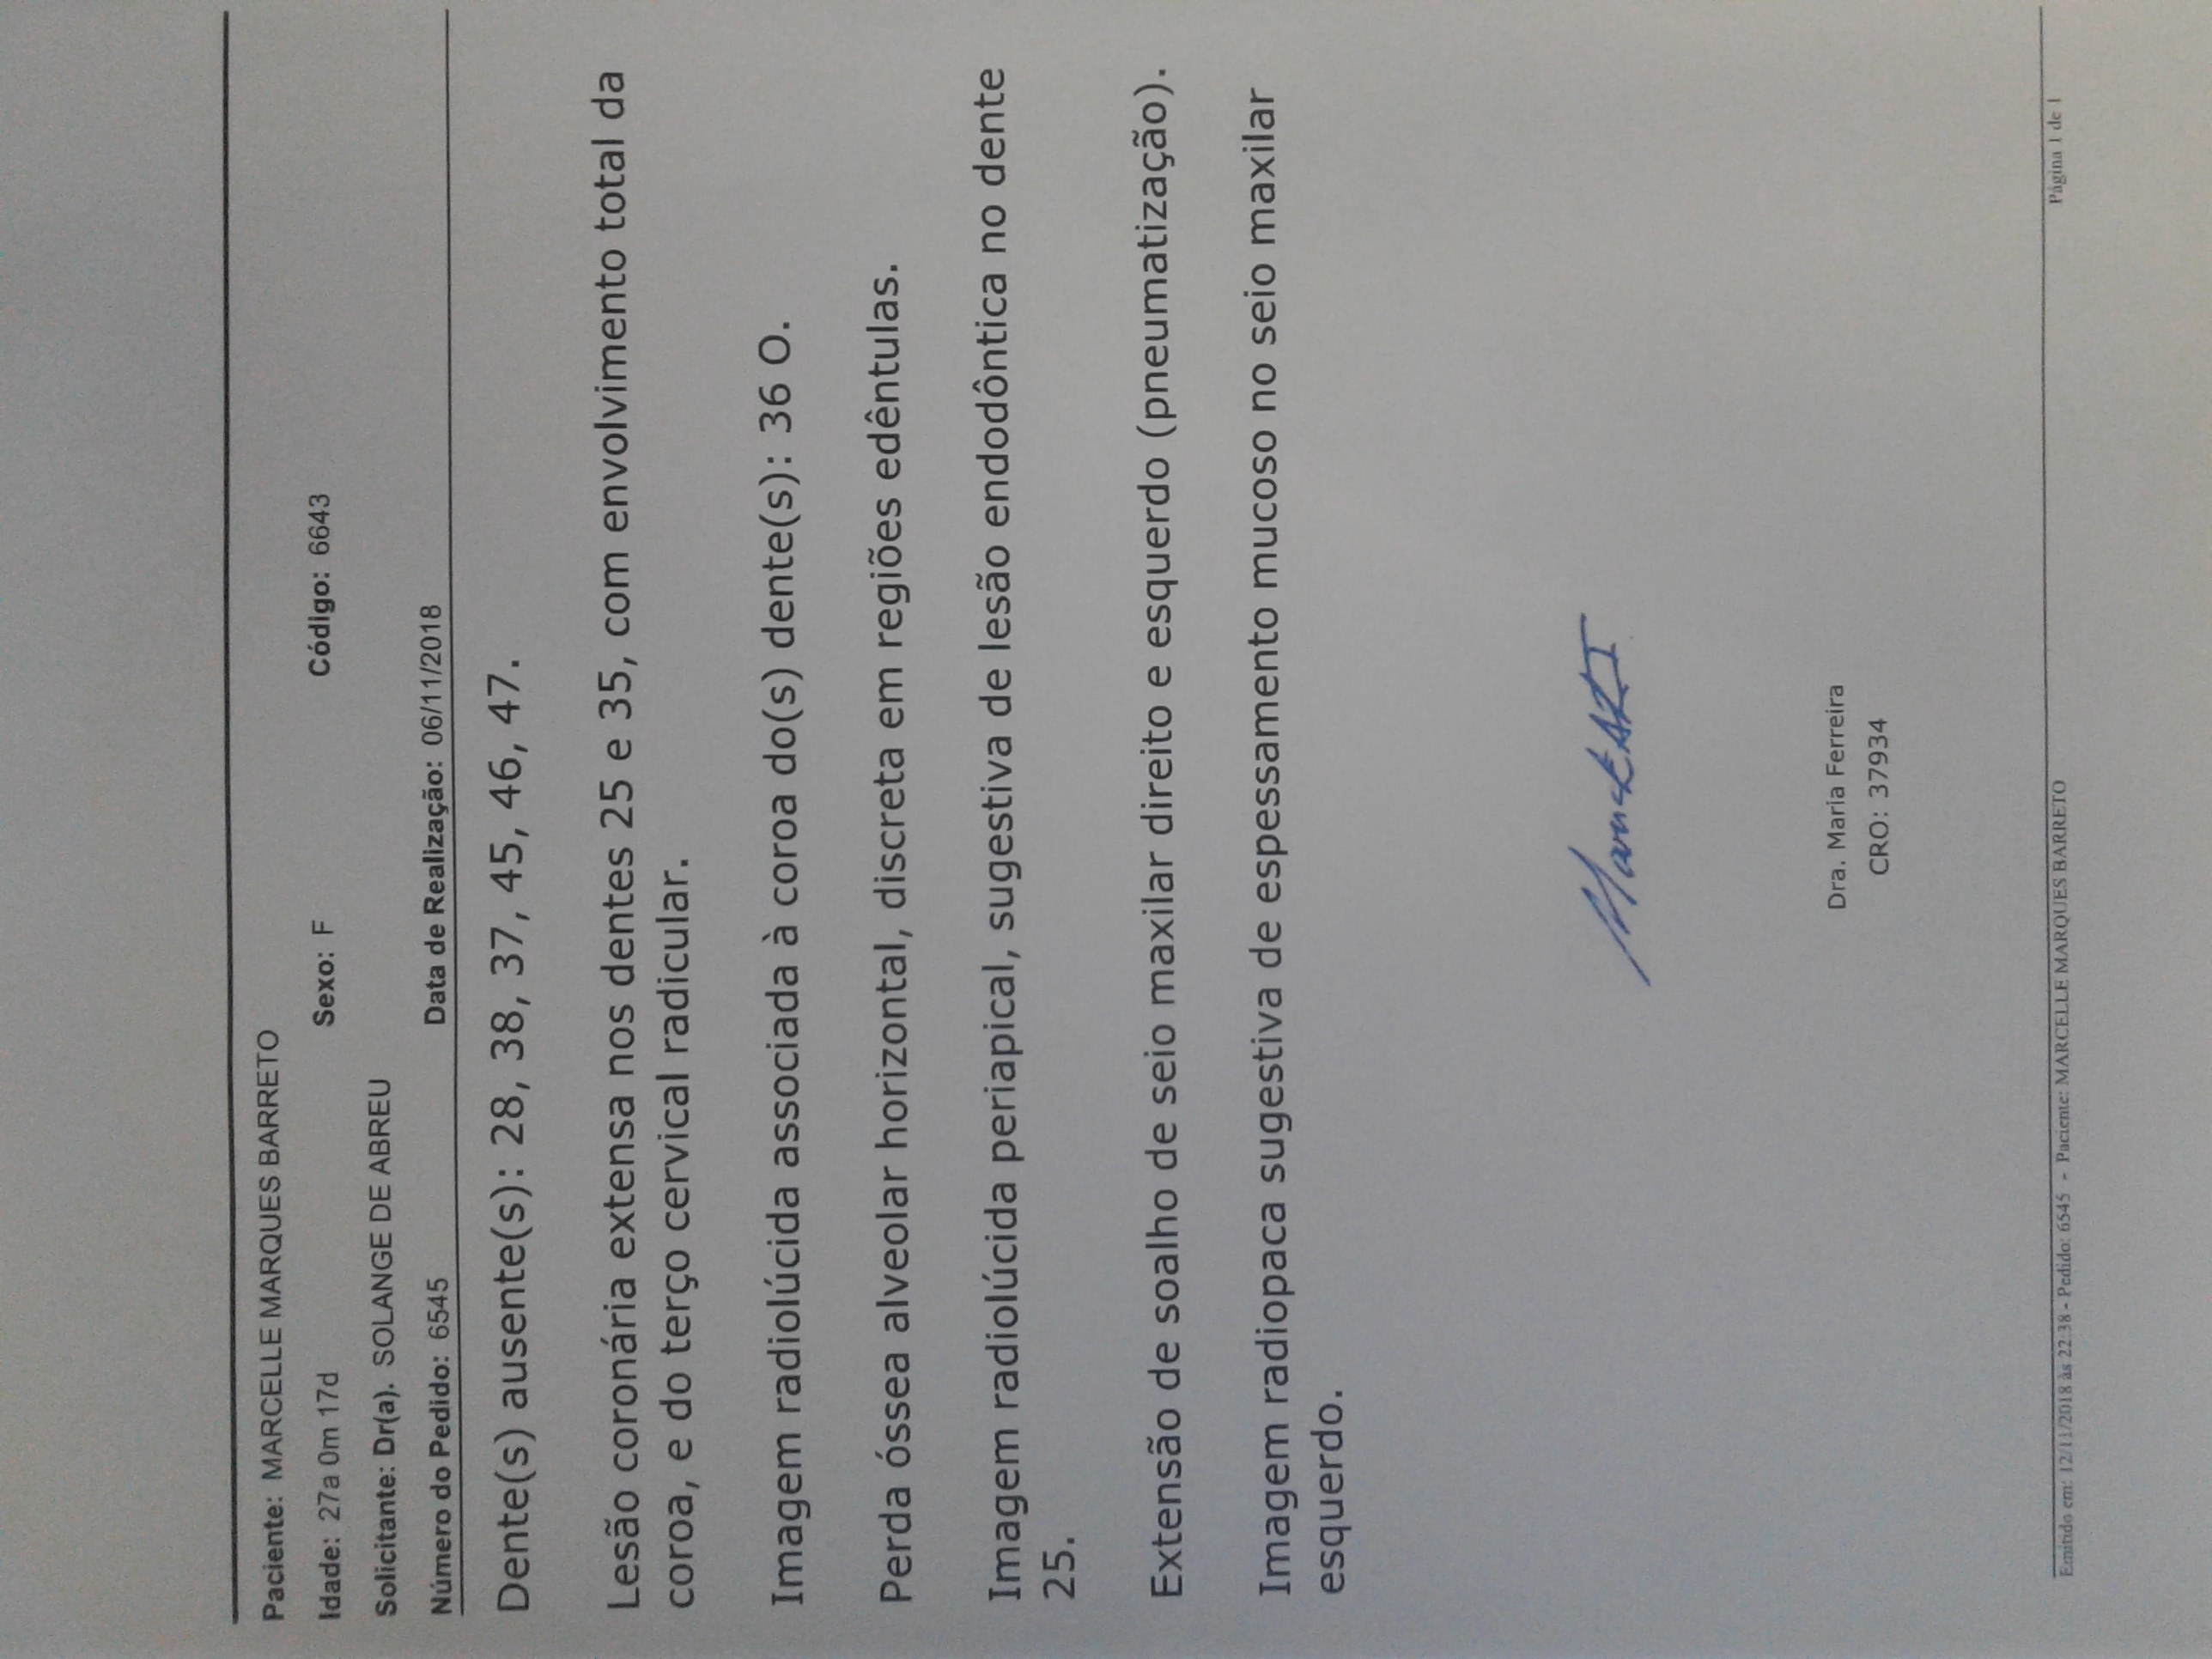 Paciente: MARCELLE MARQUES BARRETO
Idade: 27a 0m 17d Sexo: F Código: 6643
Solicitante: Dr(a). SOLANGE DE ABREU
Número do Pedido: 6545 Data de Realização: 06/11/2018
Dente(s) ausente(s): 28, 38, 38, 37, 45, 46, 47.
Lesão coronária extensa nos dentes 25 e 35, com envolvimento total da
coroa, e do terço cervical radicular.
Imagem radiolúcida associada à coroa do(s) dente(s): 36 O.
Perda óssea alveolar horizontal, discreta em regiões edêntulas.
Imagem radiolúcida periapical, sugestiva de lesão endodôntica no dente
25.
Extensão de soalho de seio maxilar direito e esquerdo (pneumatização).
Imagem radiopaca sugestiva de espessamento mucoso no seio maxilar
esquerdo.
Dra. Maria Ferreira
CRO: 37934
Emitido em: 12/11/2018 às 22:38 - Pedido: 6545 - Paciente: MARCELLE MARQUES BARRETO Página 1 de 1